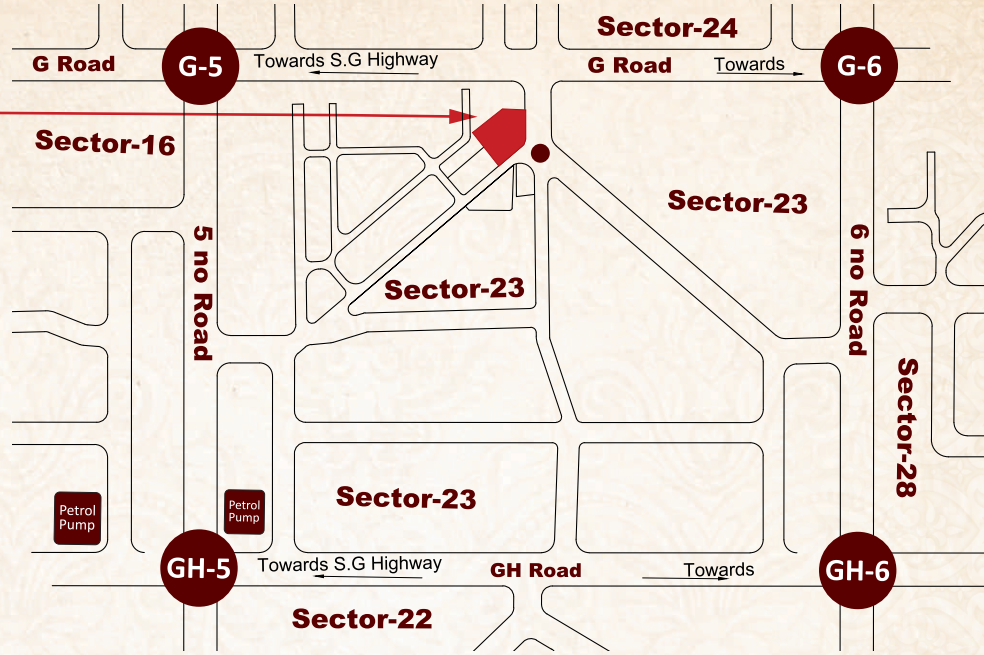 Sector-24
G Road
G-5
Towards S.G Highway
G Road
Towards
G-6
Sector-16
Sector-23
5 no Road
6 no Road
Sector-23
Sector-28
Sector-23
Petrol
Pump
Petrol
Pump
GH-5
Towards S.G Highway
GH Road
Towards
GH-6
Sector-22